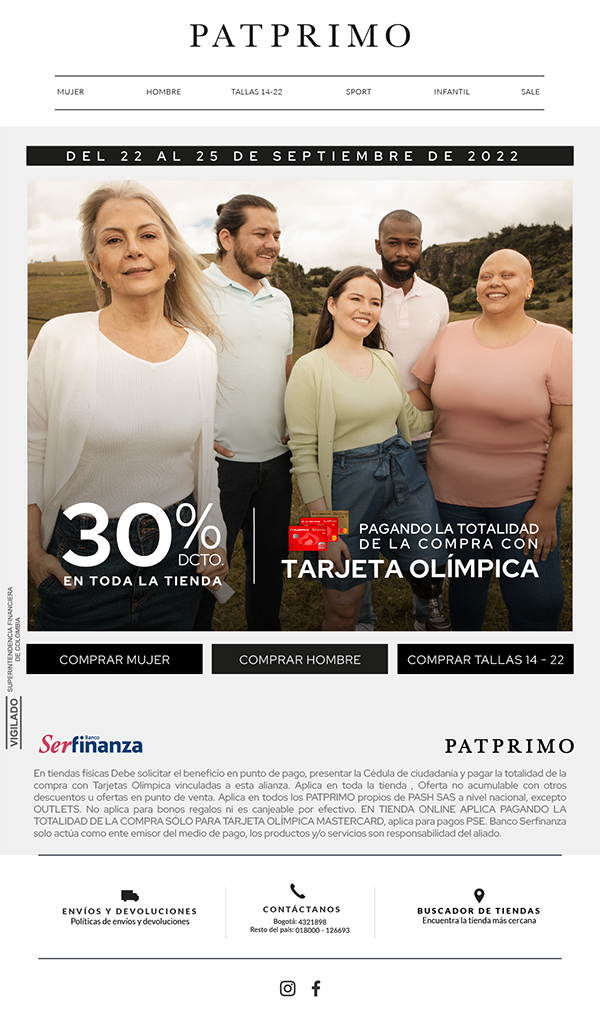 PATPRIMO
MUJER HOMBRE TALLAS 14-22 SPORT INFANTIL SALE
DEL 22 AL 25 DE SEPTIEMBRE DE 2022
30% DCTO.
EN TODA LA TIENDA
PAGANDO LA TOTALIDAD
DE LA COMPRA CON
TARJETA OLÍMPICA
COMPRAR MUJER COMPRAR HOMBRE COMPRAR TALLAS 14 - 22
VIGILADO
SUPERINTENDENCIA FINANCIERA
DE COLOMBIA
Banco
Serfinanza
PATPRIMO
En tiendas físicas Debe solicitar el beneficio en punto de pago, presentar la Cédula de ciudadanía y pagar la totalidad de la
compra con Tarjetas Olímpica vinculadas a esta alianza. Aplica en toda la tienda , Oferta no acumulable con otros
descuentos u ofertas en punto de venta. Aplica en todos los PATPRIMO propios de PASH SAS a nivel nacional, excepto
OUTLETS. No aplica para bonos regalos ni es canjeable por efectivo. EN TIENDA ONLINE APLICA PAGANDO LA
TOTALIDAD DE LA COMPRA SÓLO PARA TARJETA OLÍMPICA MASTERCARD, aplica para pagos PSE. Banco Serfinanza
solo actúa como ente emisor del medio de pago, los productos y/o servicios son responsabilidad del aliado.
ENVÍOS Y DEVOLUCIONES
Políticas de envíos y devoluciones
CONTÁCTANOS
Bogotá: 4321898
Resto del país: 018000 - 126693
BUSCADOR DE TIENDAS
Encuentra la tienda más cercana